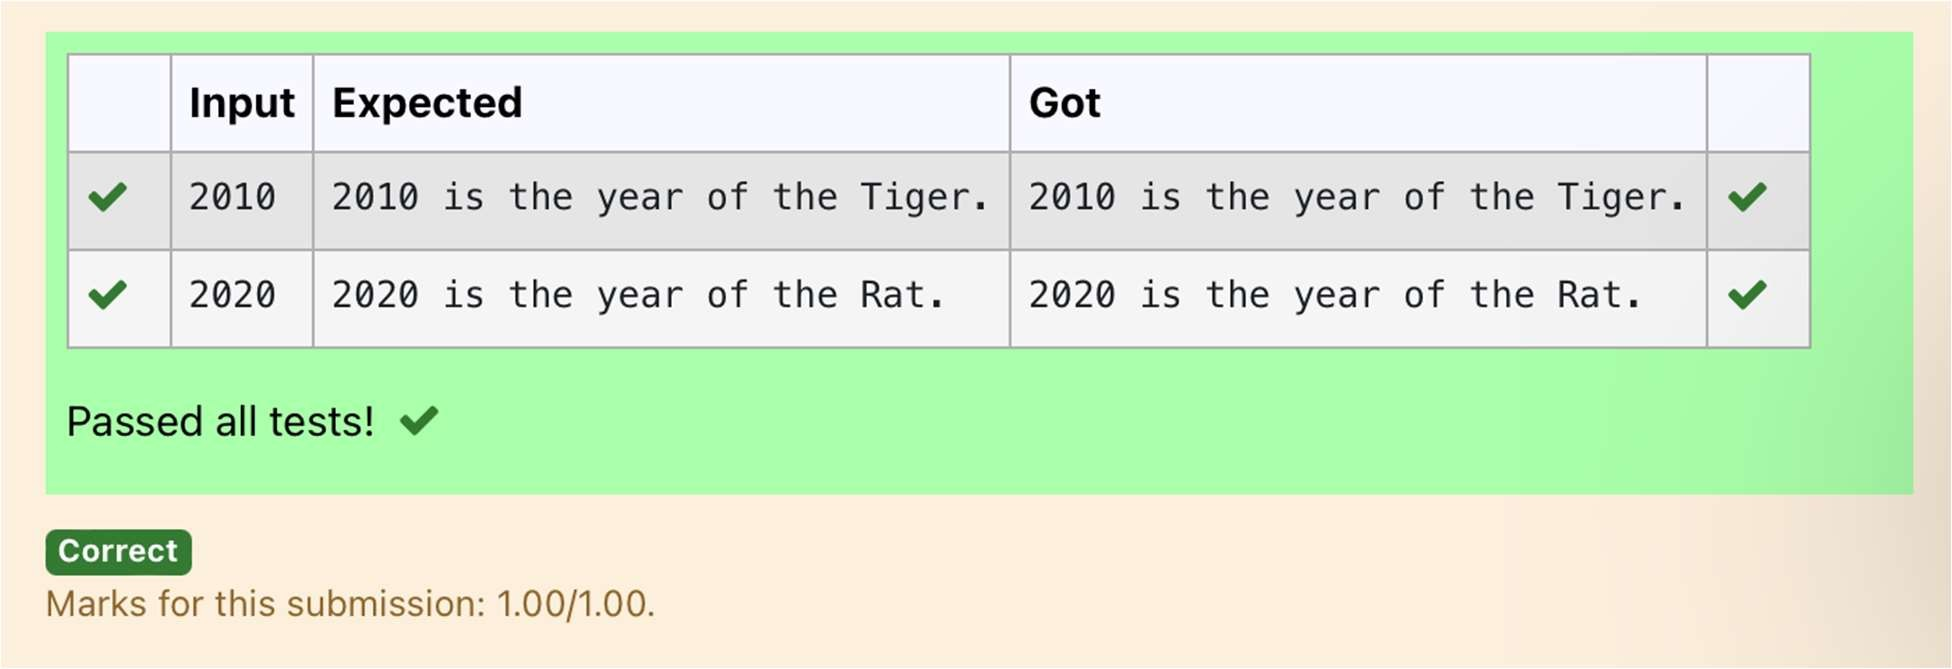 Input Expected Got
2010 2010 is the year of the Tiger. 2010 is the year of the Tiger.
2020 2020 is the year of the Rat. 2020 is the year of the Rat.
Passed all tests!
Correct
Marks for this submission: 1.00/1.00.